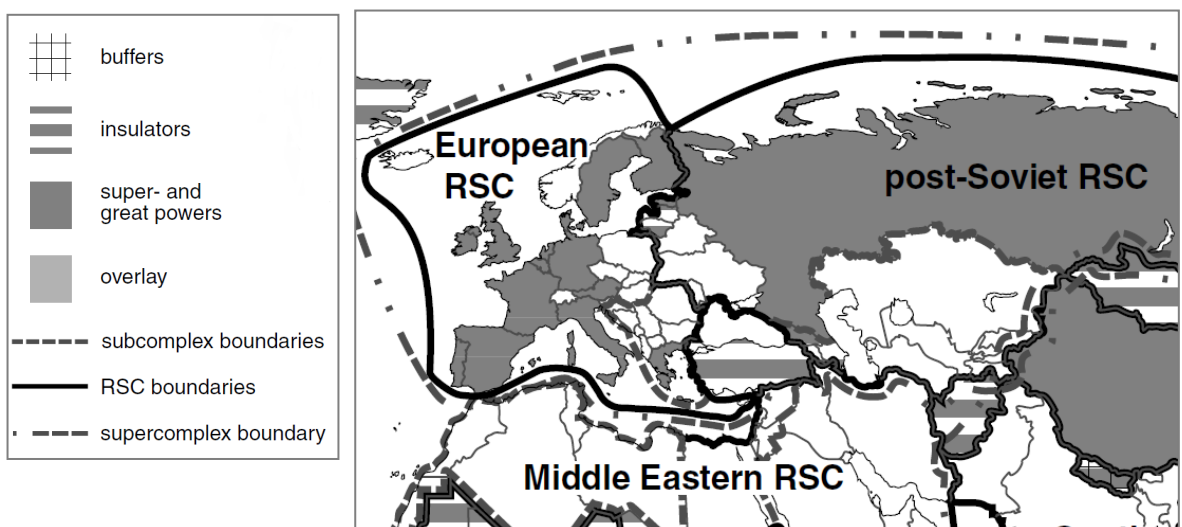 buffers
insulators
super- and
great powers
overlay
subcomplex boundaries
RSC boundaries
supercomplex boundary
European
RSC
post-Soviet RSC
Middle Eastern RSC